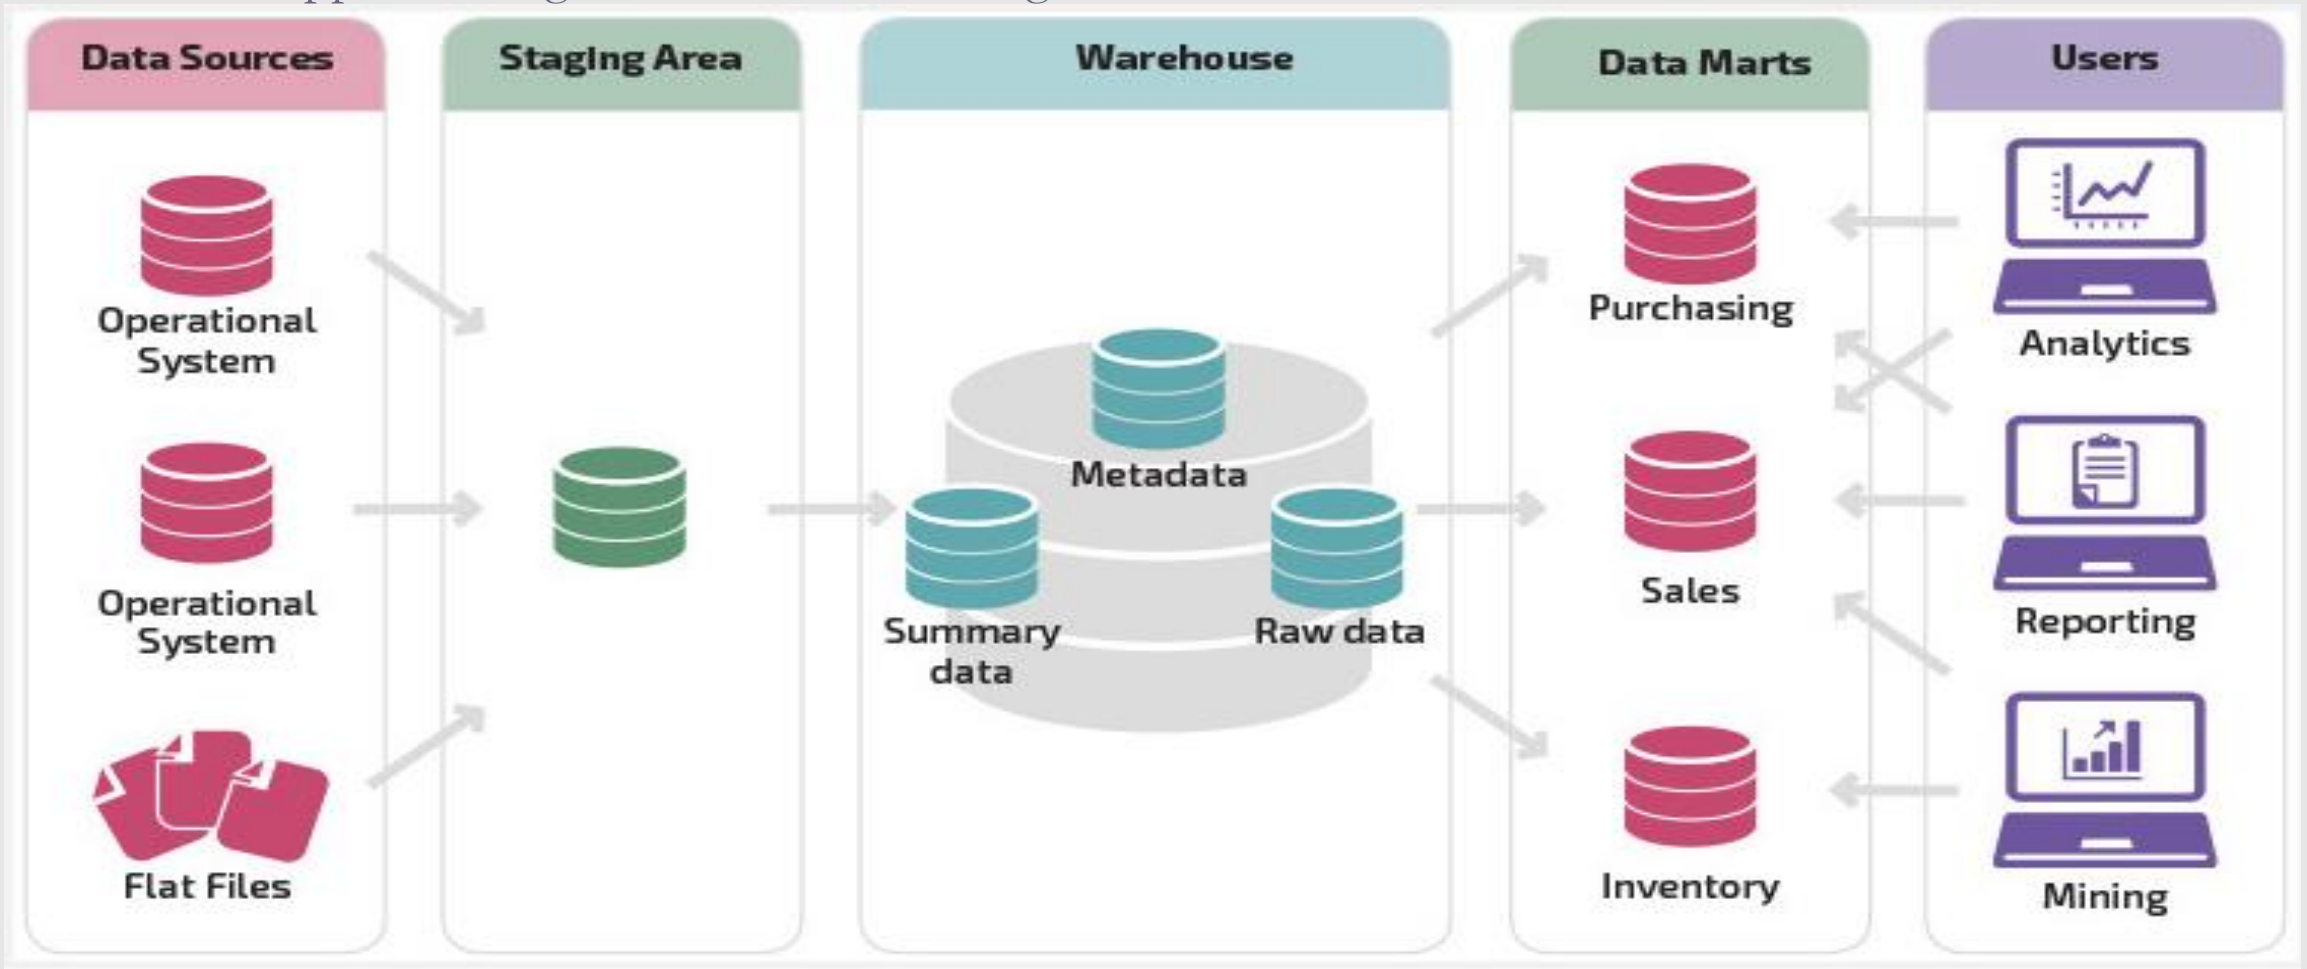 Data Sources
Staging Area
Warehouse
Data Marts
Users
Operational
System
Operational
System
Flat Files
Metadata
Summary
data
Raw data
Purchasing
Sales
Inventory
Analytics
Reporting
Mining